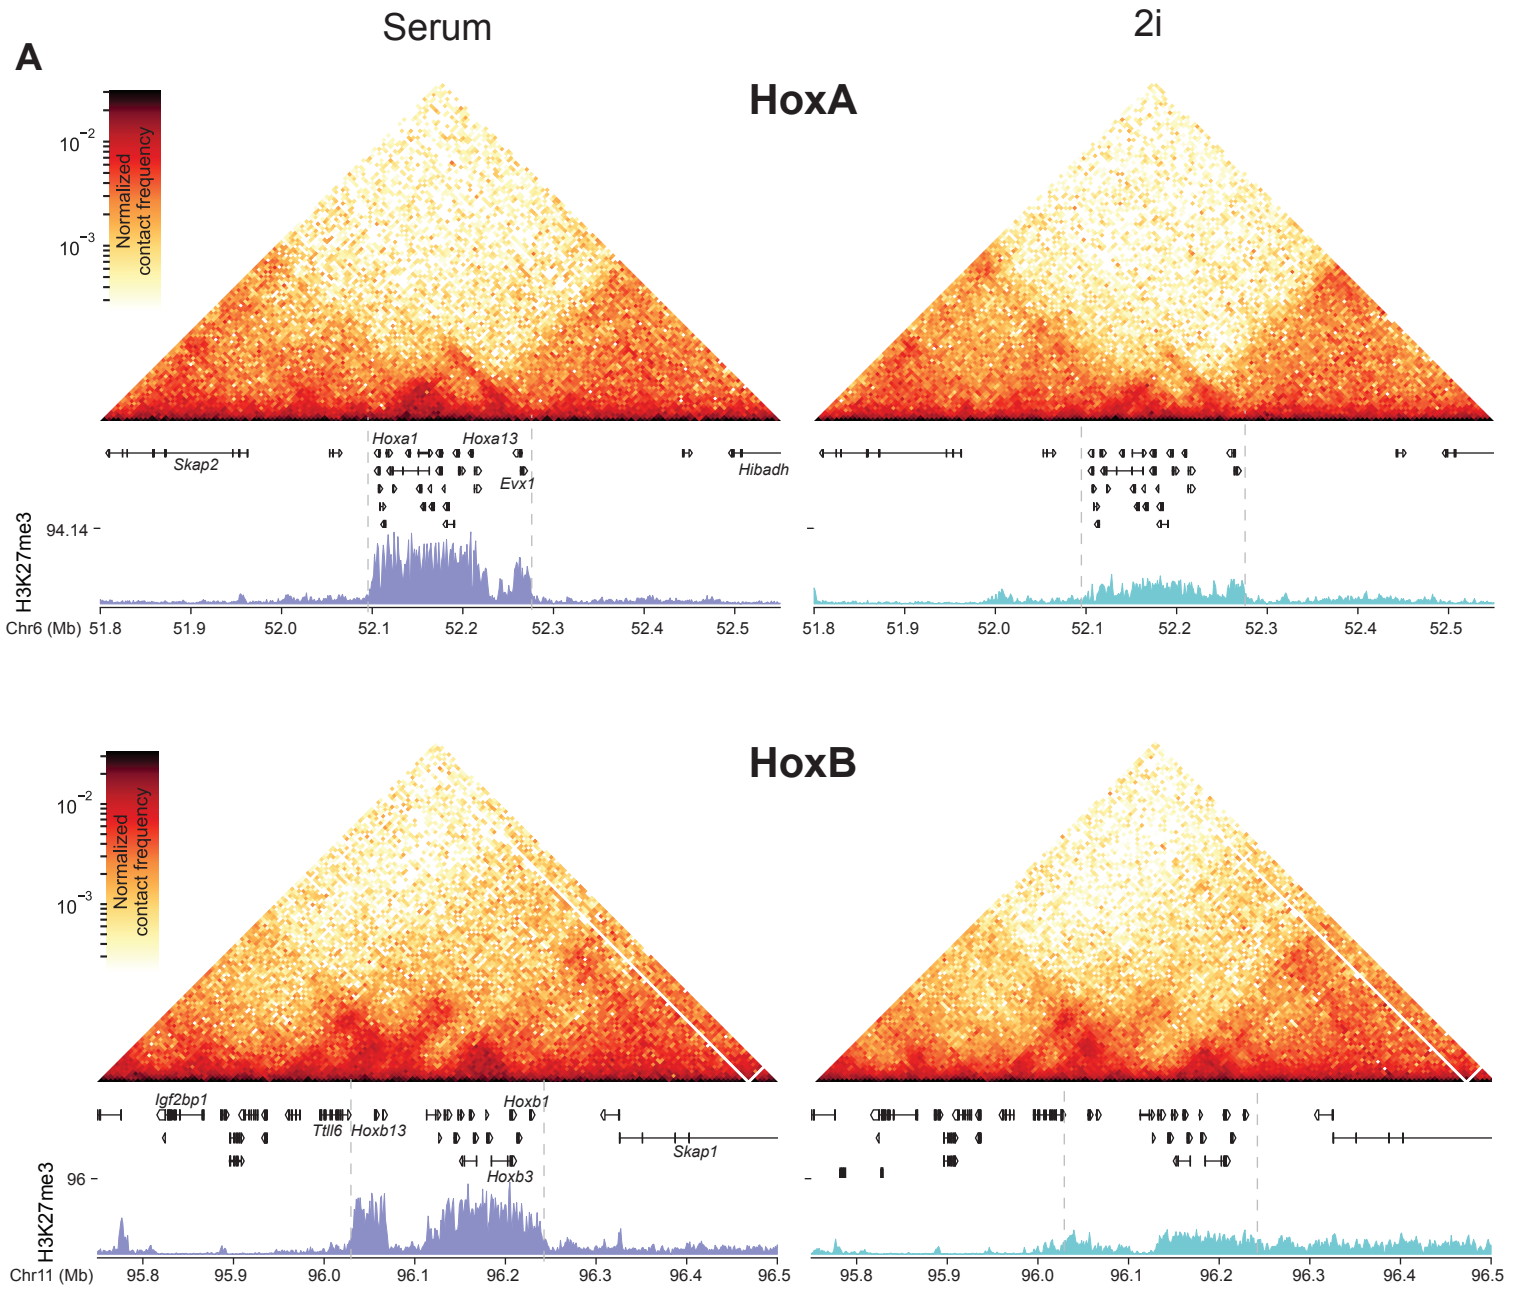 Serum
2i
A
HoxA
10−2
10−3
Normalized
contact frequency
Hoxa1
Hoxa13
Skap2
Evx1
Hibadh
H3K27me3
94.14
Chr6 (Mb)
51.8 51.9 52.0 52.1 52.2 52.3 52.4 52.5
51.8 51.9 52.0 52.1 52.2 52.3 52.4 52.5
HoxB
10−2
10−3
Normalized
contact frequency
Igf2bp1
Hoxb1
Ttll6 Hoxb13
Skap1
Hoxb3
H3K27me3
96
Chr11 (Mb)
95.8 95.9 96.0 96.1 96.2 96.3 96.4 96.5
95.8 95.9 96.0 96.1 96.2 96.3 96.4 96.5